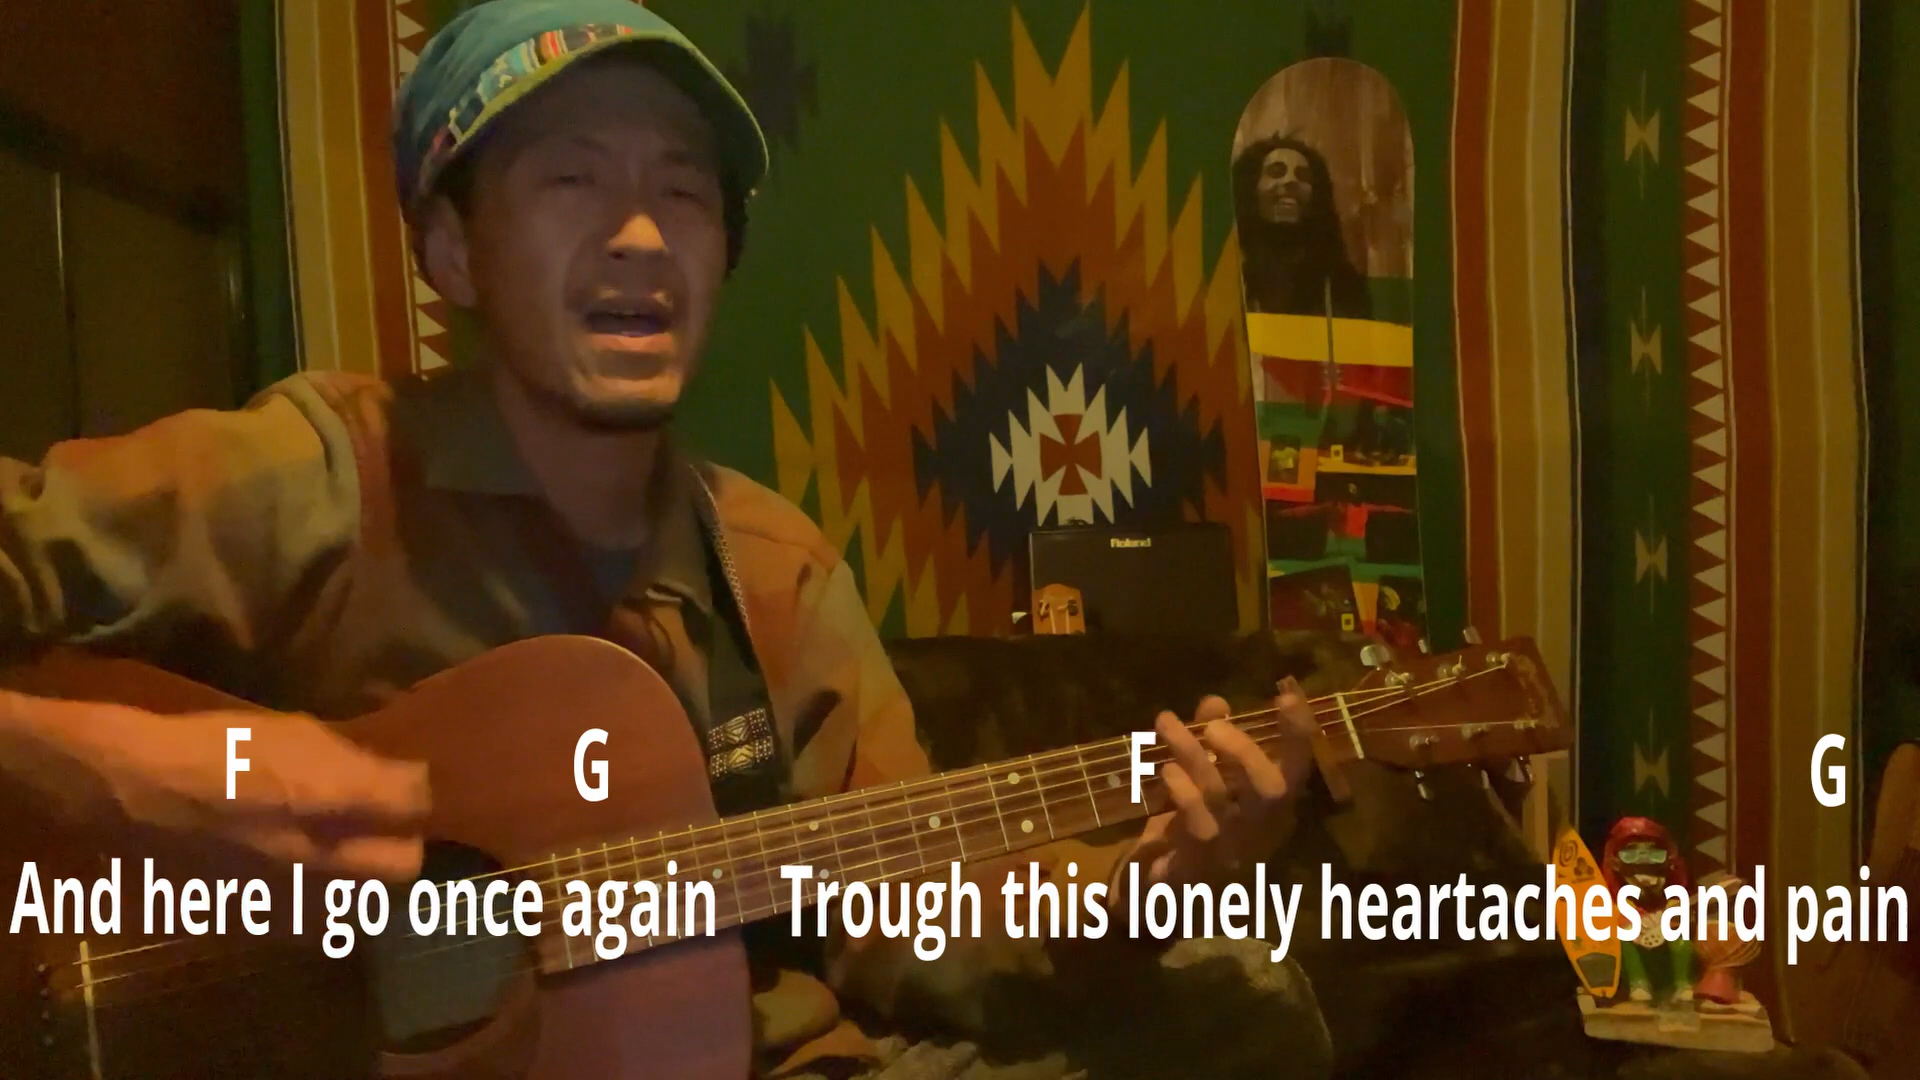 Roland
F G F G
And here I go once again Trough this lonely heartaches and pain